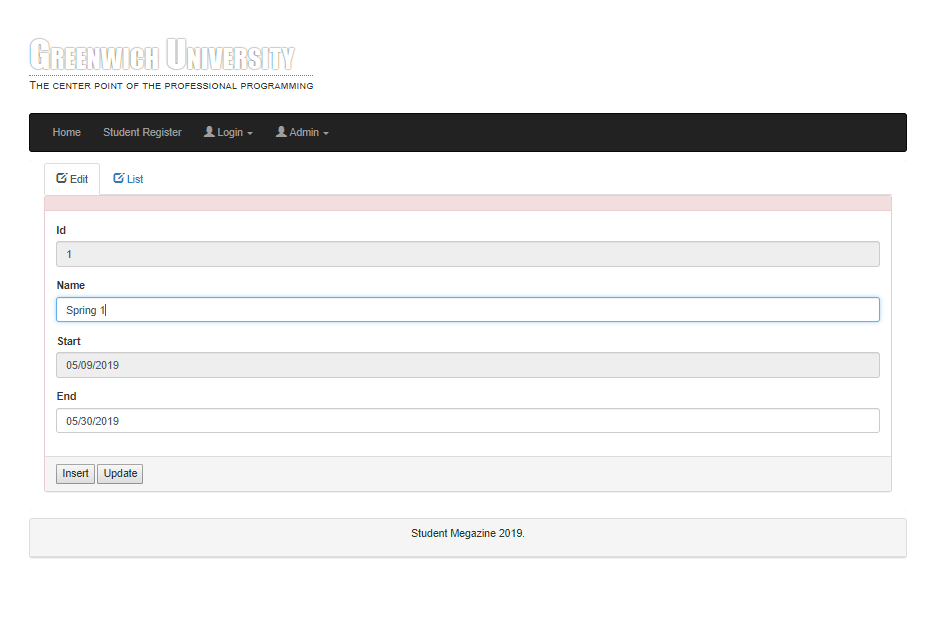 Greenwich University
The center point of the professional programming
Home Student Register Login Admin
Edit List
Id
1
Name
Spring 1
Start
05/09/2019
End
05/30/2019
Insert Update
Student Megazine 2019.